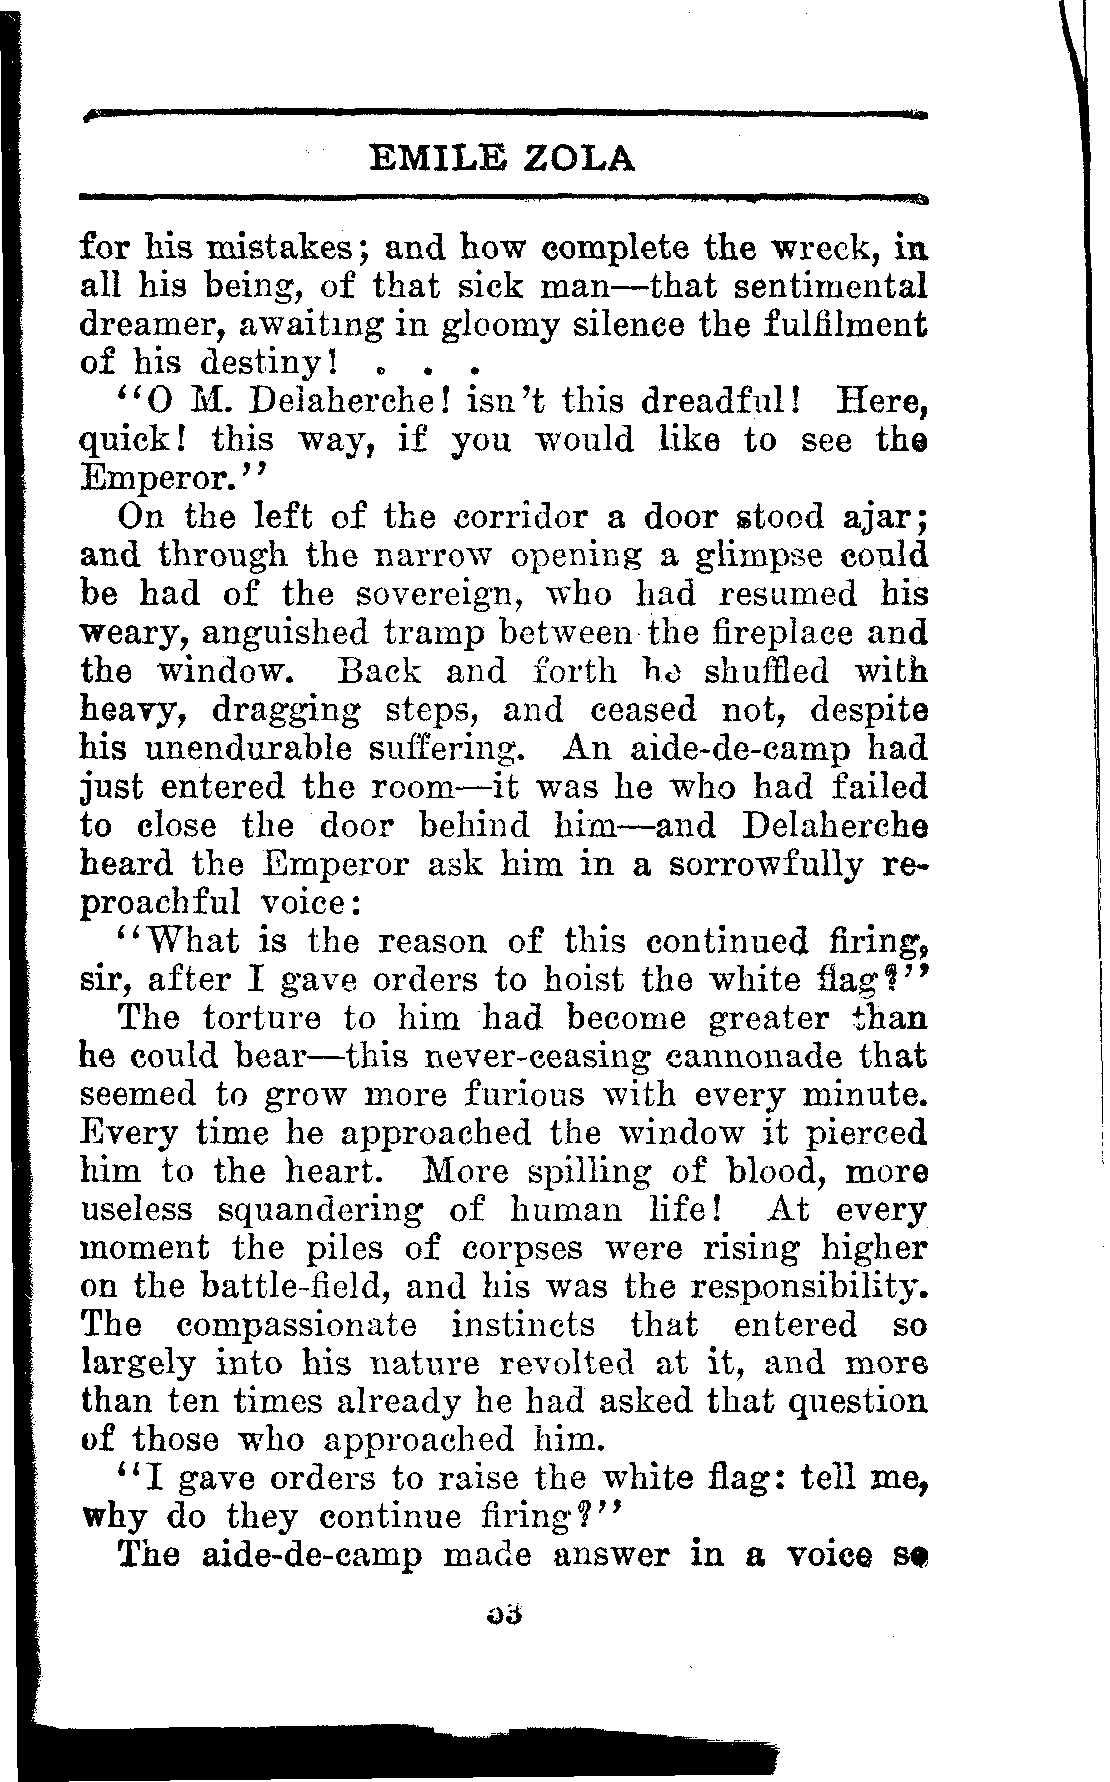 EMILE ZOLA
for his mistakes; and how complete the wreck, in
all his being, of that sick man—that sentimental
dreamer, awaiting in gloomy silence the fulfilment
of his destiny! . . .
"O M. Delaherche! isn't this dreadful! Here,
quick! this way, if you would like to see the
Emperor."
On the left of the corridor a door stood ajar;
and through the narrow opening a glimpse could
be had of the sovereign, who had resumed his
weary, anguished tramp between the fireplace and
the window. Back and forth he shuffled with
heavy, dragging steps, and ceased not, despite
his unendurable suffering. An aide-de-camp had
just entered the room—it was he who had failed
to close the door behind him—and Delaherche
heard the Emperor ask him in a sorrowfully re-
proachful voice:
"What is the reason of this continued firing,
sir, after I gave orders to hoist the white flag?"
The torture to him had become greater than
he could bear—this never-ceasing cannonade that
seemed to grow more furious with every minute.
Every time he approached the window it pierced
him to the heart. More spilling of blood, more
useless squandering of human life! At every
moment the piles of corpses were rising higher
on the battle-field, and his was the responsibility.
The compassionate instincts that entered so
largely into his nature revolted at it, and more
than ten times already he had asked that question
of those who approached him.
"I gave orders to raise the white flag: tell me,
why do they continue firing?"
The aide-de-camp made answer in a voice so